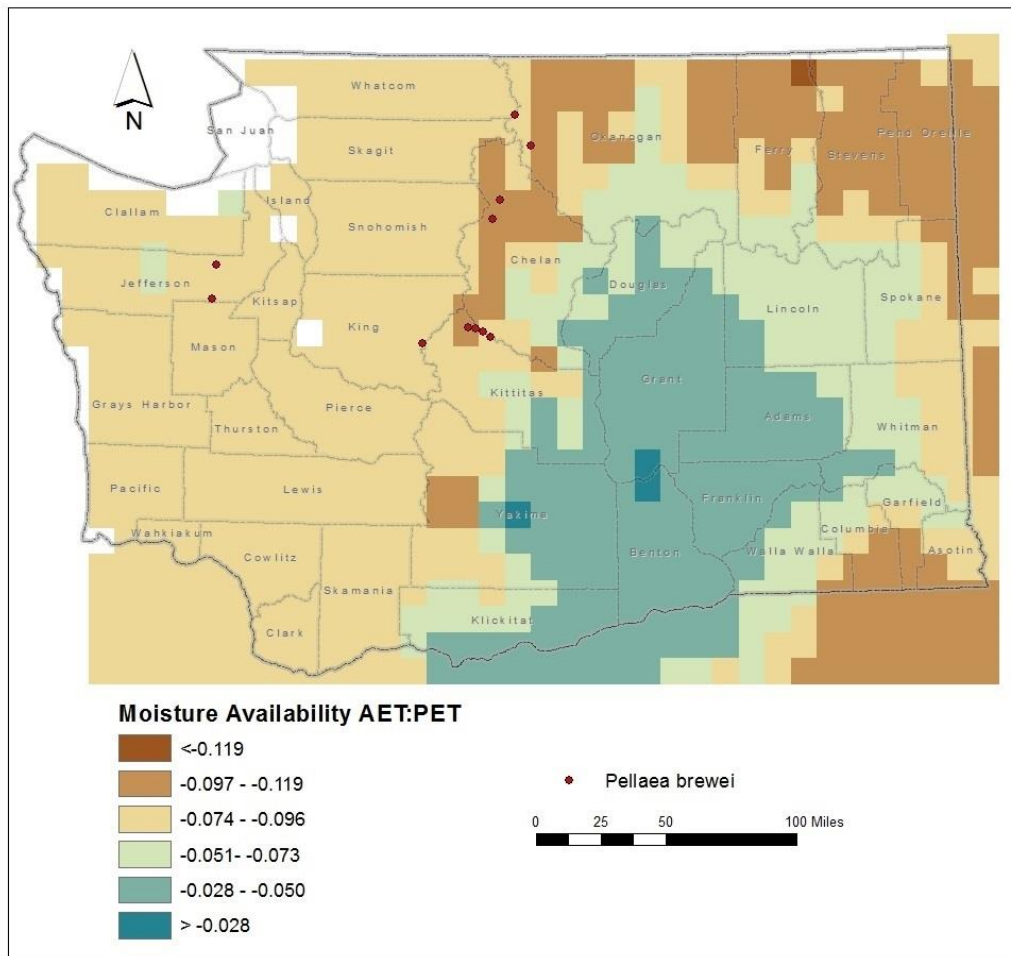 N
San Juan
Whatcom
Skagit
Okanogan
Ferry
Stevens
Pend Oreille
Island
Clallam
Snohomish
Chelan
Jefferson
Kitsap
Douglas
Lincoln
Spokane
King
Mason
Kittitas
Grant
Adams
Grays Harbor
Pierce
Thurston
Whitman
Pacific
Lewis
Yakima
Franklin
Garfield
Wahkiakum
Columbia
Cowlitz
Benton
Walla Walla
Asotin
Skamania
Clark
Klickitat
Moisture Availability AET:PET
<-0.119
-0.097 - -0.119
-0.074 - -0.096
-0.051- -0.073
-0.028 - -0.050
> -0.028
Pellaea brewei
0 25 50 100 Miles